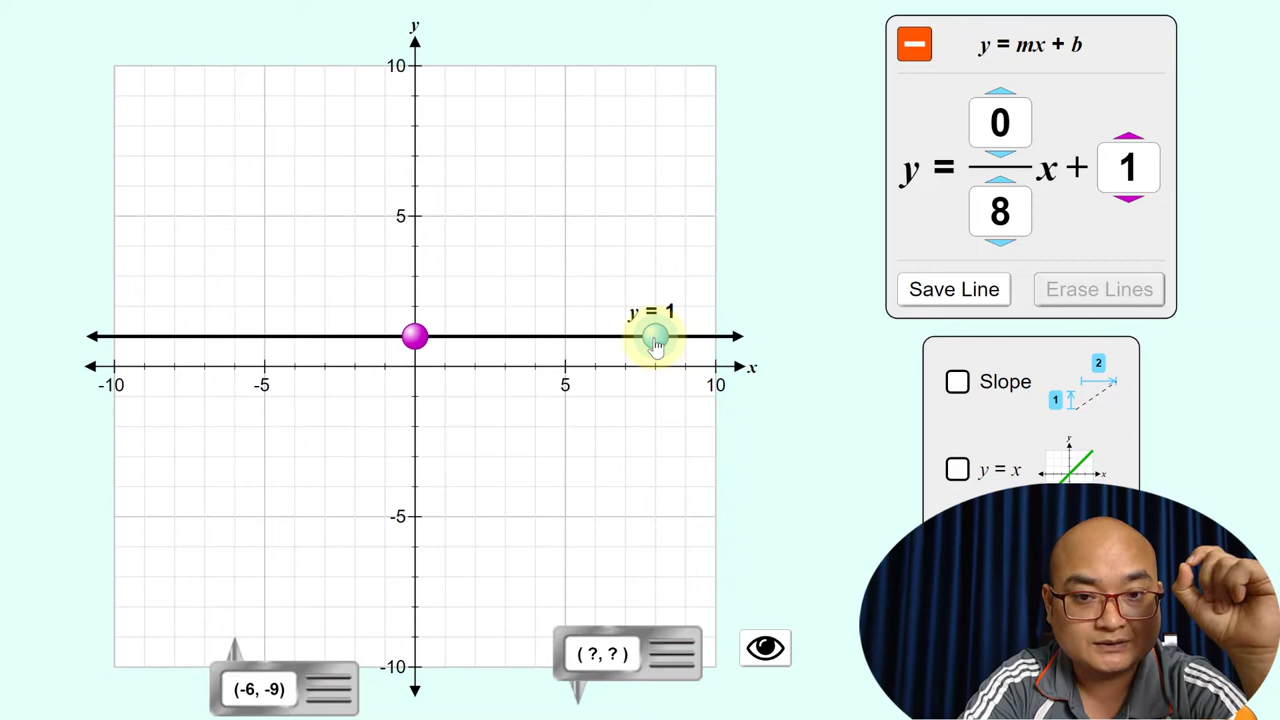 y
10
5
y = 1
-10
-5
5
10
x
-5
-10
(-6, -9)
( ?, ? )
y = mx + b
0
y = x + 1
8
Save Line
Erase Lines
Slope
2
1
y = x
y
x